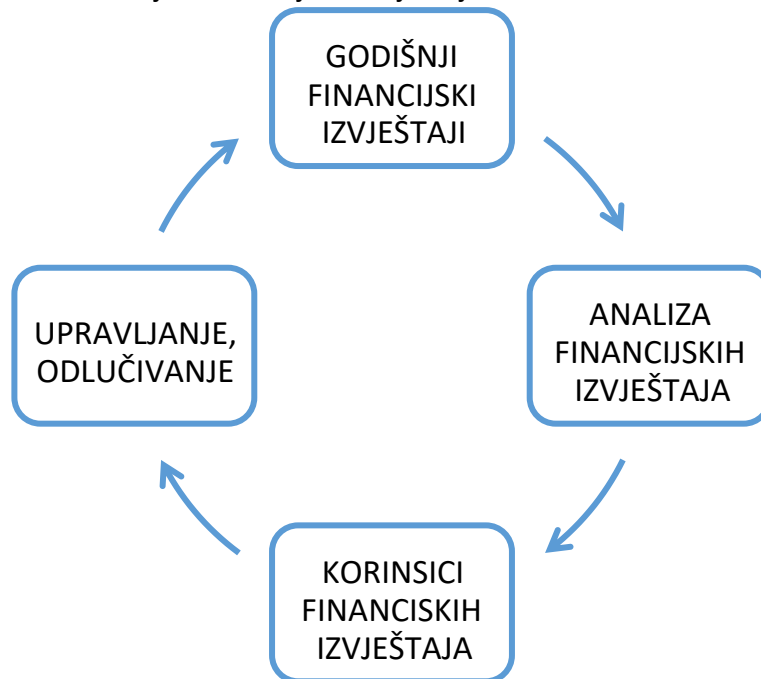 GODIŠNJI
FINANCIJSKI
IZVJEŠTAJI
ANALIZA
FINANCIJSKIH
IZVJEŠTAJA
KORINSICI
FINANCISKIH
IZVJEŠTAJA
UPRAVLJANJE,
ODLUČIVANJE